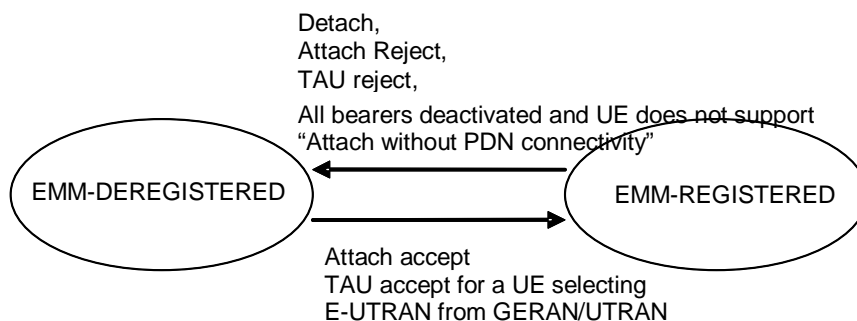 Detach,
Attach Reject,
TAU reject,
All bearers deactivated and UE does not support
“Attach without PDN connectivity”
EMM-DEREGISTERED
EMM-REGISTERED
Attach accept
TAU accept for a UE selecting
E-UTRAN from GERAN/UTRAN